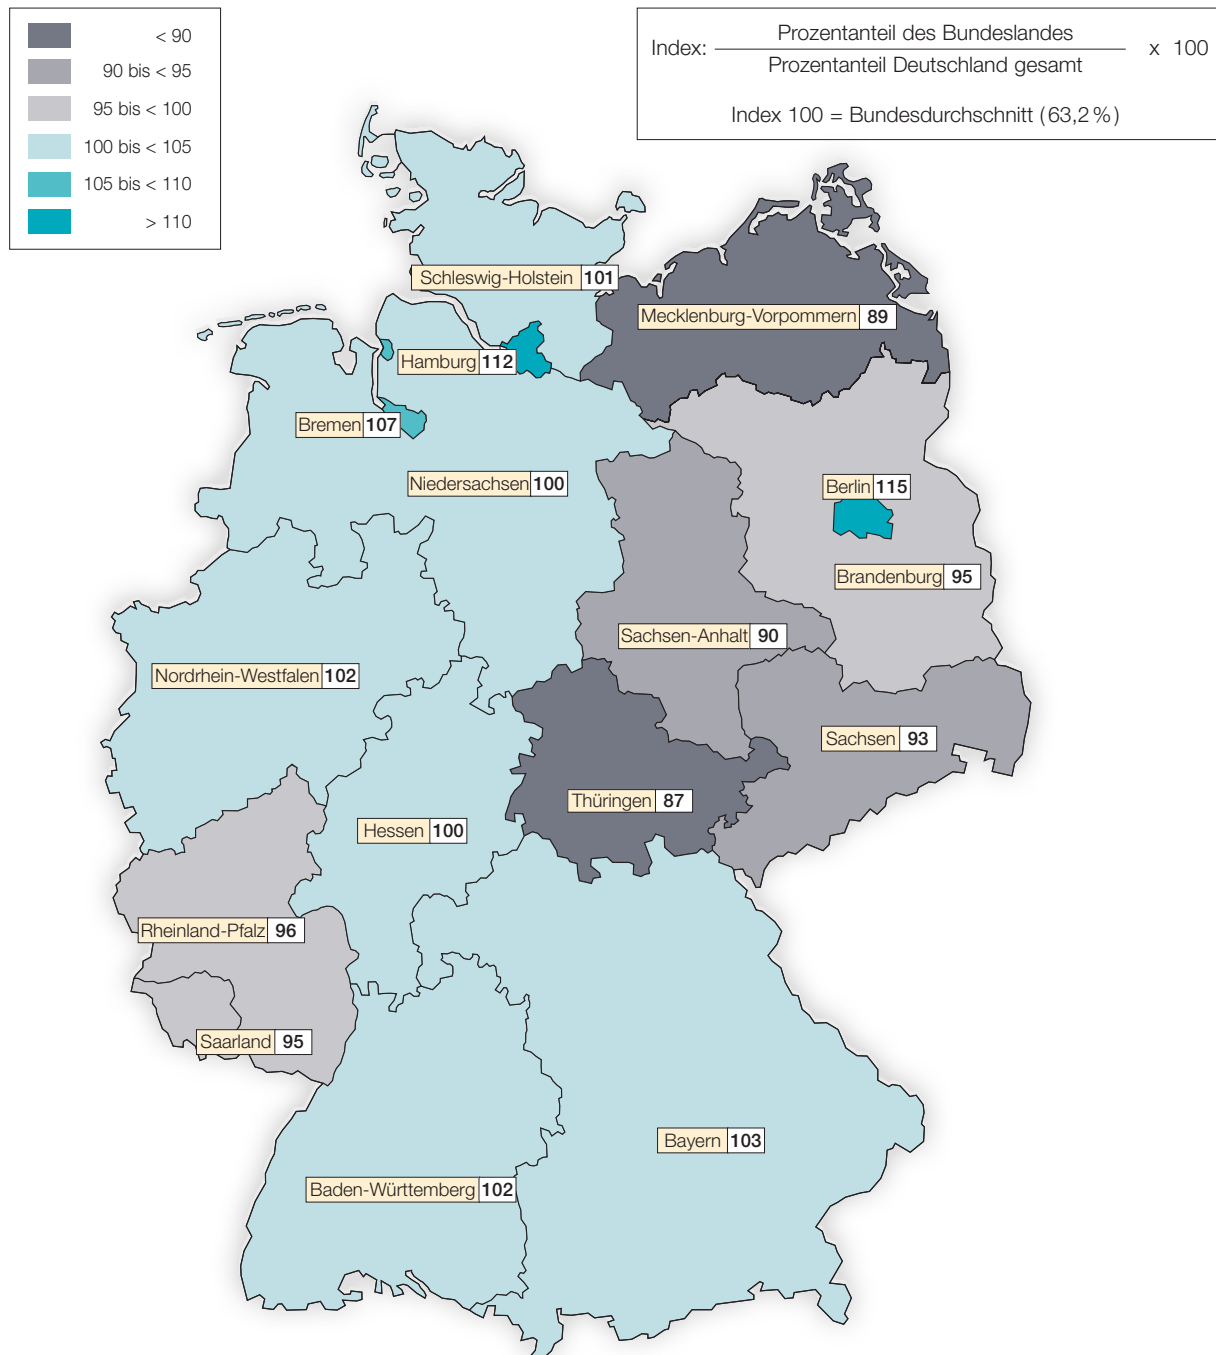 < 90
90 bis < 95
95 bis < 100
100 bis < 105
105 bis < 110
> 110
Index: Prozentanteil des Bundeslandes x 100
Prozentanteil Deutschland gesamt
Index 100 = Bundesdurchschnitt (63,2 %)
Schleswig-Holstein 101
Mecklenburg-Vorpommern 89
Hamburg 112
Bremen 107
Niedersachsen 100
Berlin 115
Brandenburg 95
Sachsen-Anhalt 90
Nordrhein-Westfalen 102
Sachsen 93
Thüringen 87
Hessen 100
Rheinland-Pfalz 96
Saarland 95
Bayern 103
Baden-Württemberg 102